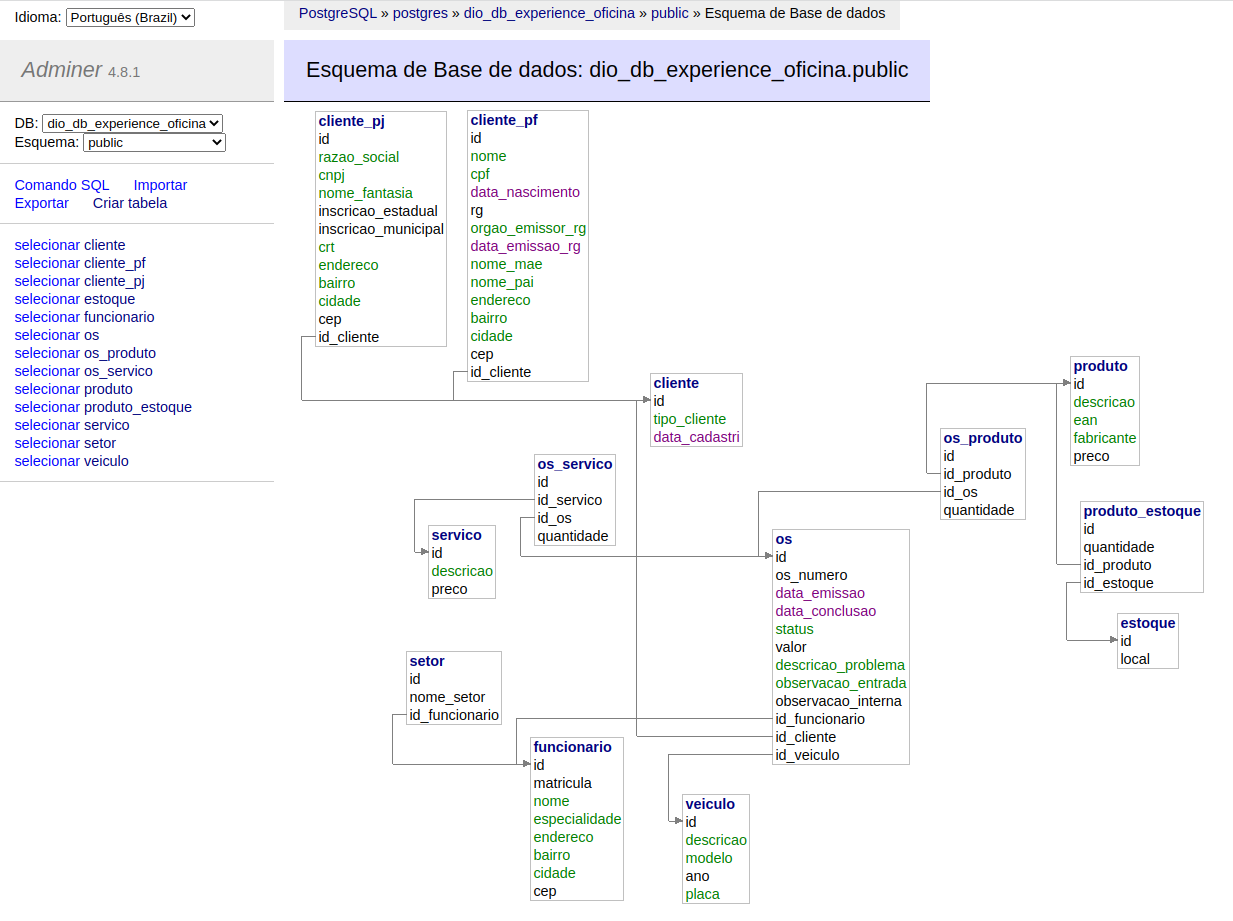 Idioma: Português (Brazil)
PostgreSQL » postgres » dio_db_experience_oficina » public » Esquema de Base de dados
Adminer 4.8.1
Esquema de Base de dados: dio_db_experience_oficina.public
DB: dio_db_experience_oficina
Esquema: public
Comando SQL Importar
Exportar Criar tabela
selecionar cliente
selecionar cliente_pf
selecionar cliente_pj
selecionar estoque
selecionar funcionario
selecionar os
selecionar os_produto
selecionar os_servico
selecionar produto
selecionar produto_estoque
selecionar servico
selecionar setor
selecionar veiculo
cliente_pj
id
razao_social
cnpj
nome_fantasia
inscricao_estadual
inscricao_municipal
crt
endereco
bairro
cidade
cep
id_cliente
cliente_pf
id
nome
cpf
data_nascimento
rg
orgao_emissor_rg
data_emissao_rg
nome_mae
nome_pai
endereco
bairro
cidade
cep
id_cliente
cliente
id
tipo_cliente
data_cadastri
produto
id
descricao
ean
fabricante
preco
os_produto
id
id_produto
id_os
quantidade
os_servico
id
id_servico
id_os
quantidade
produto_estoque
id
quantidade
id_produto
id_estoque
servico
id
descricao
preco
os
id
os_numero
data_emissao
data_conclusao
status
valor
descricao_problema
observacao_entrada
observacao_interna
id_funcionario
id_cliente
id_veiculo
estoque
id
local
setor
id
nome_setor
id_funcionario
funcionario
id
matricula
nome
especialidade
endereco
bairro
cidade
cep
veiculo
id
descricao
modelo
ano
placa